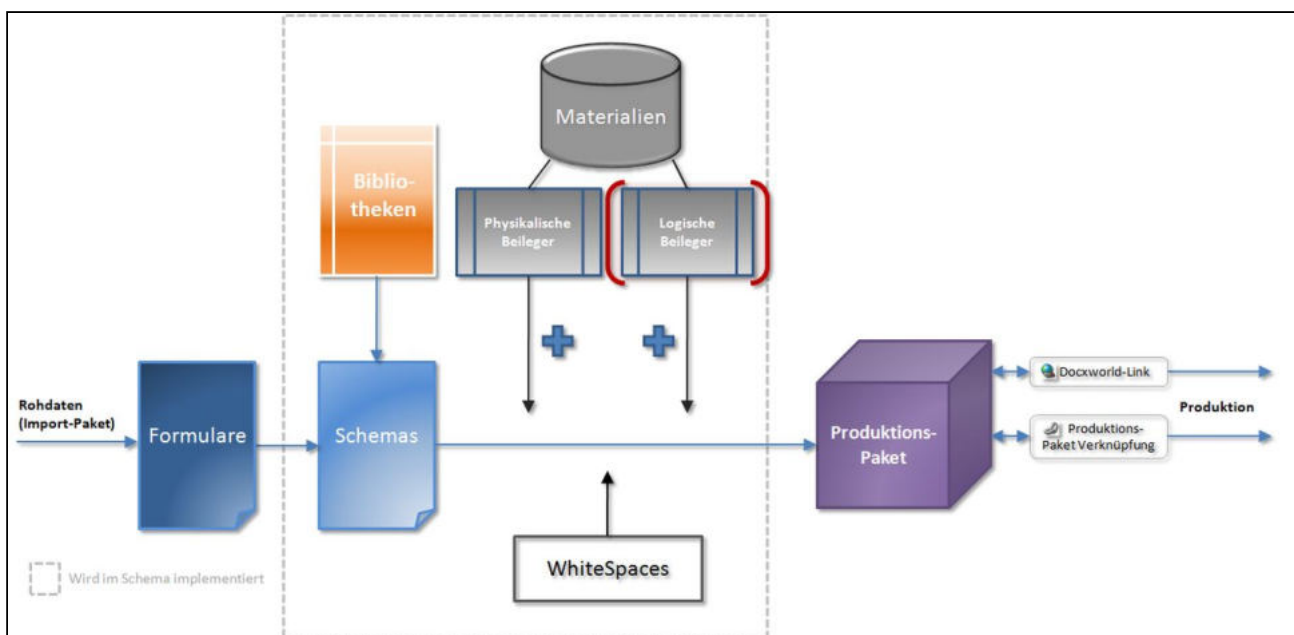 Materialien
Biblio-
theken
Physikalische
Beileger
Logische
Beileger
Rohdaten
(Import-Paket)
Formulare
Schemas
Produktions-
Paket
Docxworld-Link
Produktion
Produktions-
Paket Verknüpfung
WhiteSpaces
Wird im Schema implementiert